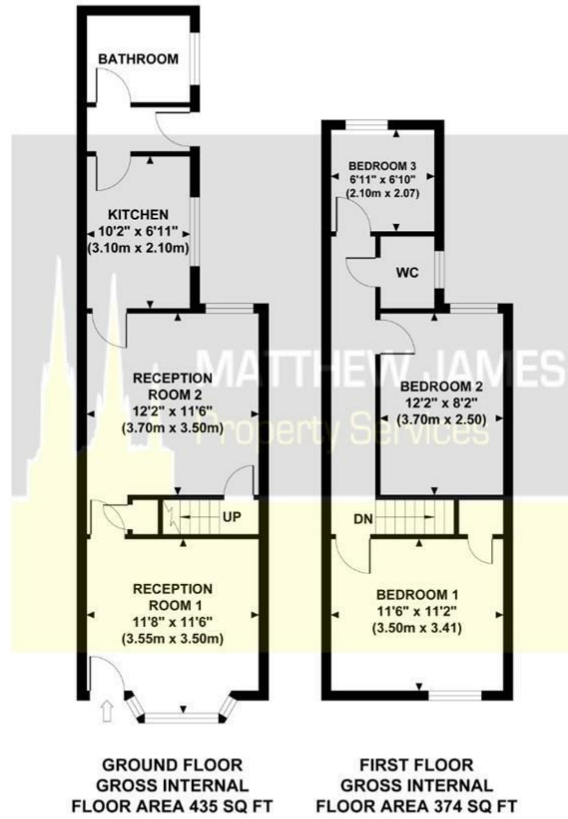 BATHROOM
KITCHEN
10'2" x 6'11"
(3.10m x 2.10m)
RECEPTION
ROOM 2
12'2" x 11'6"
(3.70m x 3.50m)
UP
RECEPTION
ROOM 1
11'8" x 11'6"
(3.55m x 3.50m)
GROUND FLOOR
GROSS INTERNAL
FLOOR AREA 435 SQ FT
BEDROOM 3
6'11" x 6'10"
(2.10m x 2.07)
WC
MATTHEW JAMES
Property Services
BEDROOM 2
12'2" x 8'2"
(3.70m x 2.50)
DN
BEDROOM 1
11'6" x 11'2"
(3.50m x 3.41)
FIRST FLOOR
GROSS INTERNAL
FLOOR AREA 374 SQ FT